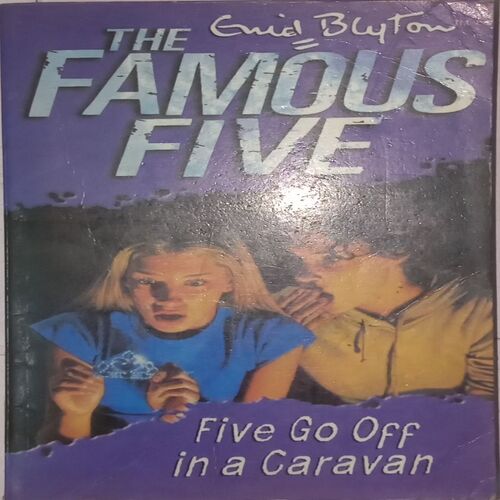 Enid Blyton
THE
FAMOUS
FIVE
Five Go Off
in a Caravan